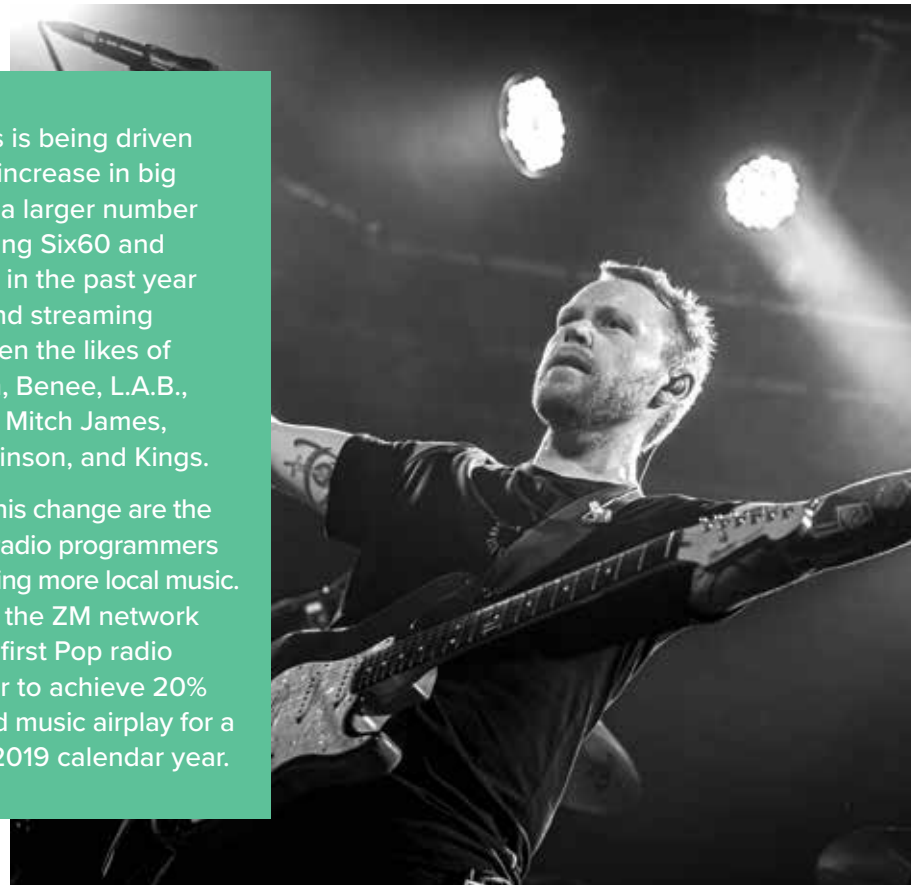 is being driven
increase in big
a larger number
ng Six60 and
in the past year
nd streaming
en the likes of
, Benee, L.A.B.,
Mitch James,
inson, and Kings.
his change are the
adio programmers
ing more local music.
the ZM network
first Pop radio
r to achieve 20%
d music airplay for a
2019 calendar year.